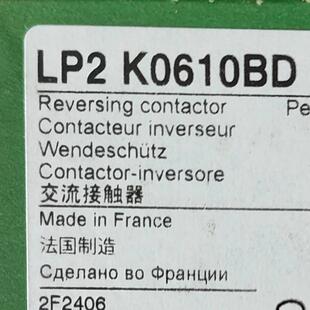 LP2 K0610BD
Reversing contactor Pe
Contacteur inverseur
Wendeschütz
Contactor-inversore
交流接触器
Made in France
法国制造
Сделано во Франции
2F2406